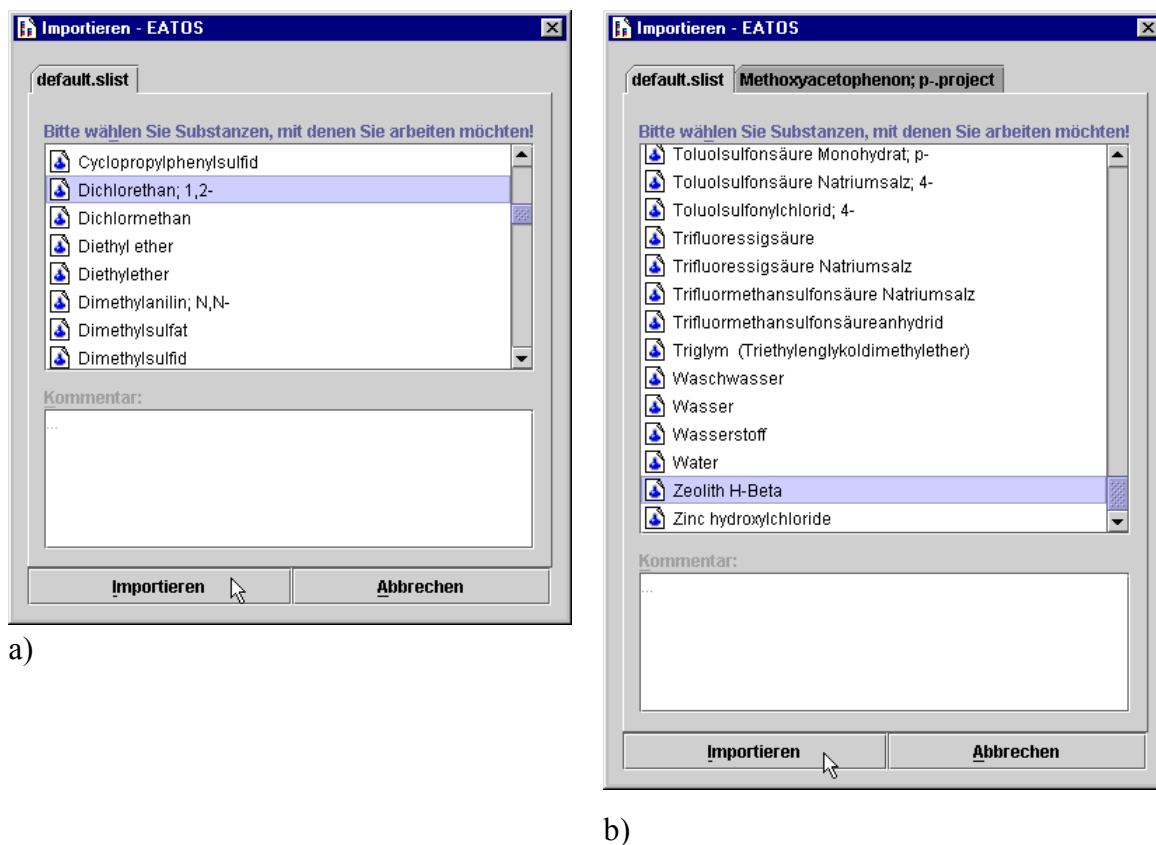 Importieren - EATOS
default.slist
Bitte wählen Sie Substanzen, mit denen Sie arbeiten möchten!
Cyclopropylphenylsulfid
Dichlorethan; 1,2-
Dichlormethan
Diethyl ether
Diethylether
Dimethylanilin; N,N-
Dimethylsulfat
Dimethylsulfid
Kommentar:
...
Importieren
Abbrechen
a)
Importieren - EATOS
default.slist
Methoxyacetophenon; p-.project
Bitte wählen Sie Substanzen, mit denen Sie arbeiten möchten!
Toluolsulfonsäure Monohydrat; p-
Toluolsulfonsäure Natriumsalz; 4-
Toluolsulfonylchlorid; 4-
Trifluoressigsäure
Trifluoressigsäure Natriumsalz
Trifluormethansulfonsäure Natriumsalz
Trifluormethansulfonsäureanhydrid
Triglym (Triethylenglykoldimethylether)
Waschwasser
Wasser
Wasserstoff
Water
Zeolith H-Beta
Zinc hydroxylchloride
Kommentar:
...
Importieren
Abbrechen
b)